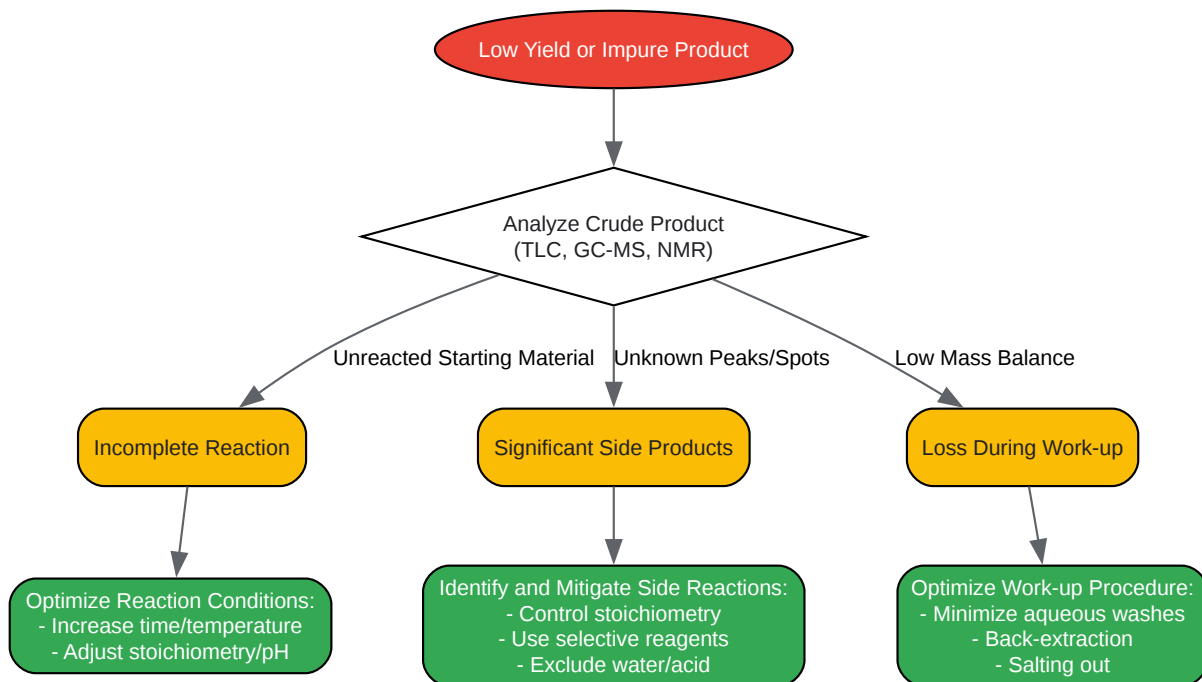 Low Yield or Impure Product
Analyze Crude Product
(TLC, GC-MS, NMR)
Unreacted Starting Material
Unknown Peaks/Spots
Low Mass Balance
Incomplete Reaction
Significant Side Products
Loss During Work-up
Optimize Reaction Conditions:
- Increase time/temperature
- Adjust stoichiometry/pH
Identify and Mitigate Side Reactions:
- Control stoichiometry
- Use selective reagents
- Exclude water/acid
Optimize Work-up Procedure:
- Minimize aqueous washes
- Back-extraction
- Salting out